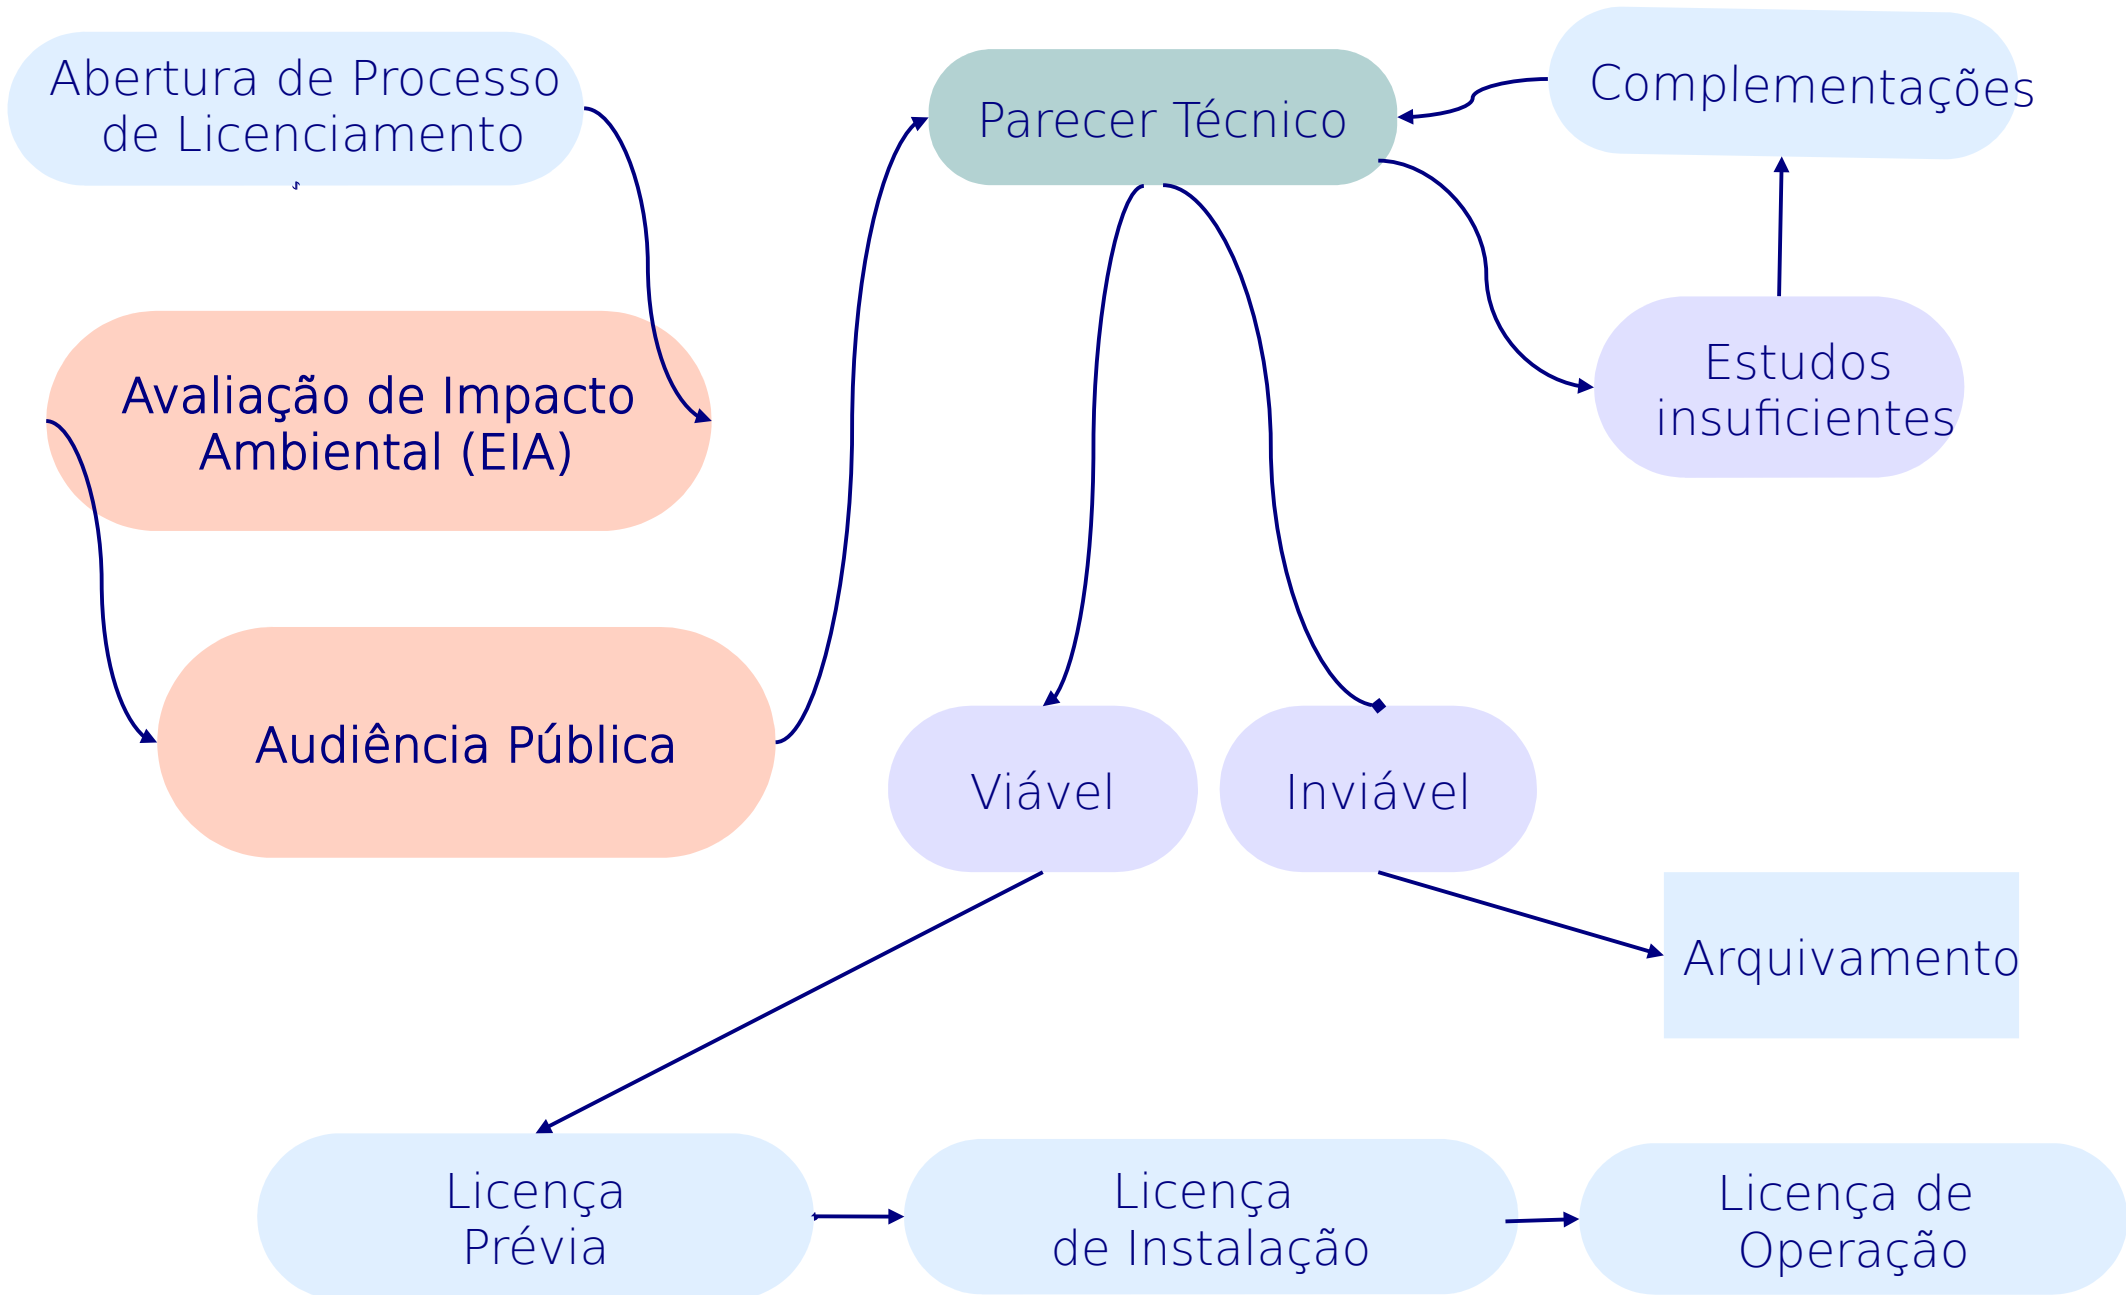 Abertura de Processo
de Licenciamento
Avaliação de Impacto
Ambiental (EIA)
Audiência Pública
Parecer Técnico
Complementações
Estudos
insuficientes
Viável
Inviável
Arquivamento
Licença
Prévia
Licença
de Instalação
Licença de
Operação